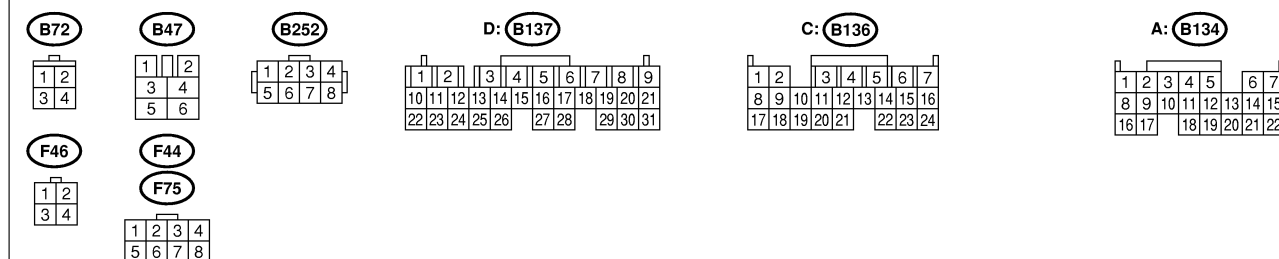 B72 B47 B252 D: B137 C: B136 A: B134
1 2 1 2 1 2 3 4 1 2 3 4 5 6 7 8 9 1 2 3 4 5 6 7 1 2 3 4 5 6 7
3 4 3 4 5 6 7 8 10 11 12 13 14 15 16 17 18 19 20 21 8 9 10 11 12 13 14 15 16 8 9 10 11 12 13 14 15
5 6 22 23 24 25 26 27 28 29 30 31 17 18 19 20 21 22 23 24 16 17 18 19 20 21 22
F46 F44
F75
1 2
3 4
1 2 3 4
5 6 7 8